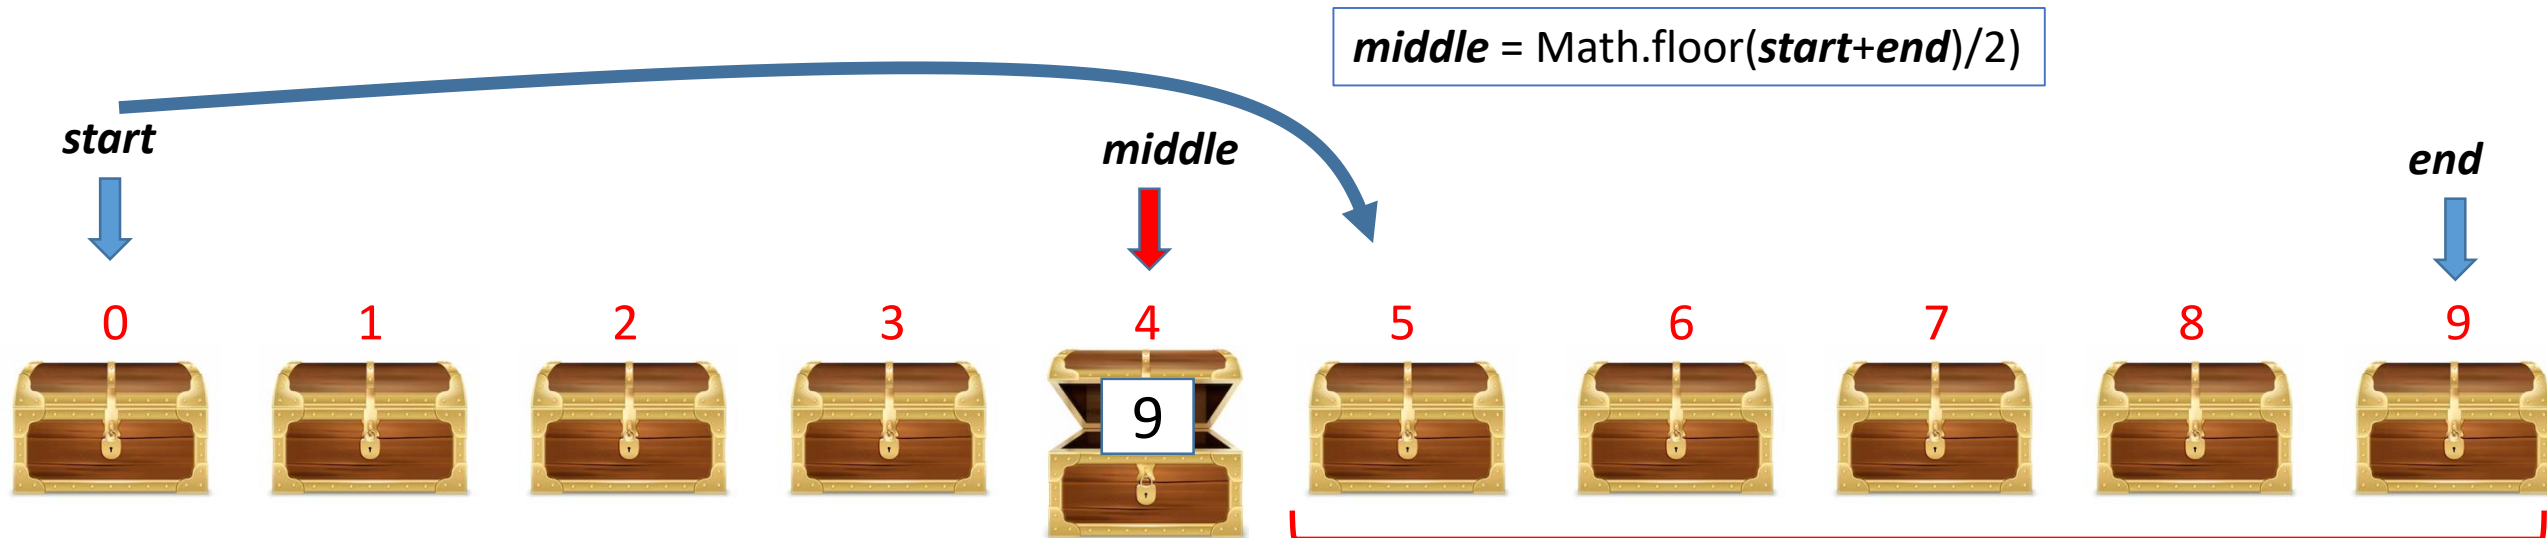 middle = Math.floor(start+end)/2)
start
middle
end
0 1 2 3 4 5 6 7 8 9
9